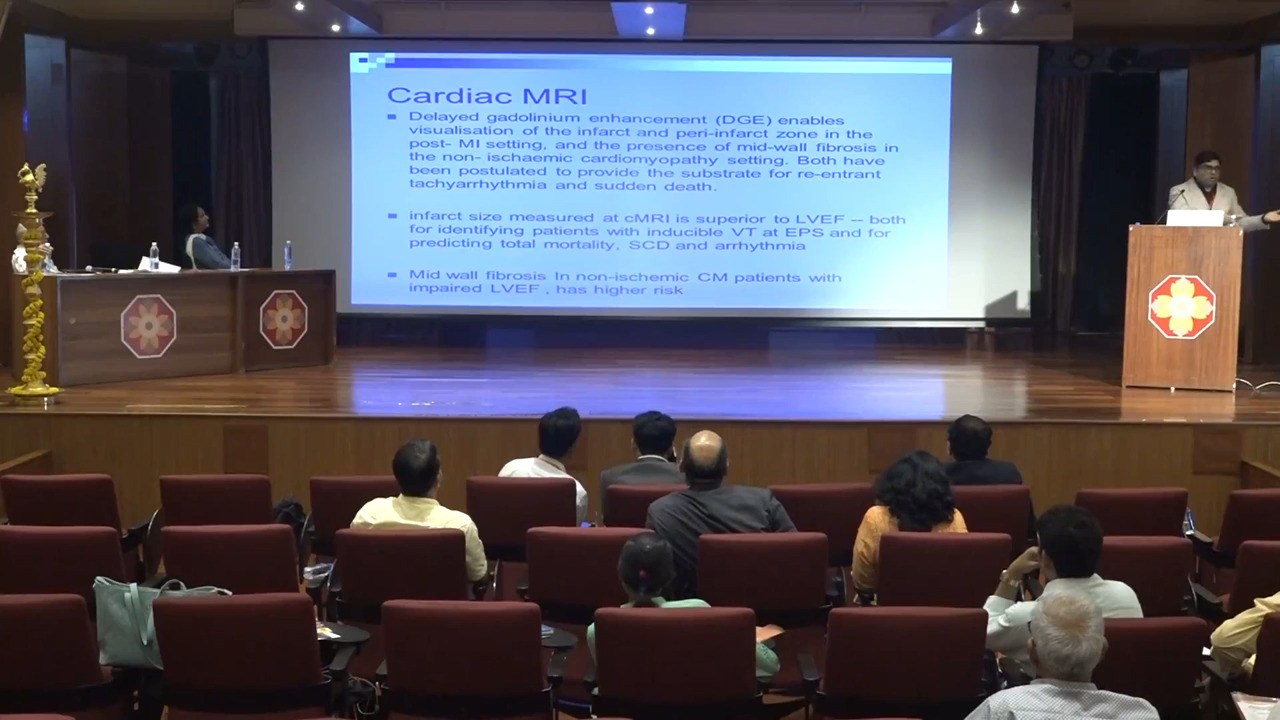 Cardiac MRI
Delayed gadolinium enhancement (DGE) enables
visualisation of the infarct and peri-infarct zone in the
post- MI setting, and the presence of mid-wall fibrosis in
the non- ischaemic cardiomyopathy setting. Both have
been postulated to provide the substrate for re-entrant
tachyarrhythmia and sudden death.
infarct size measured at cMRI is superior to LVEF -- both
for identifying patients with inducible VT at EPS and for
predicting total mortality, SCD and arrhythmia
Mid wall fibrosis In non-ischemic CM patients with
impaired LVEF , has higher risk